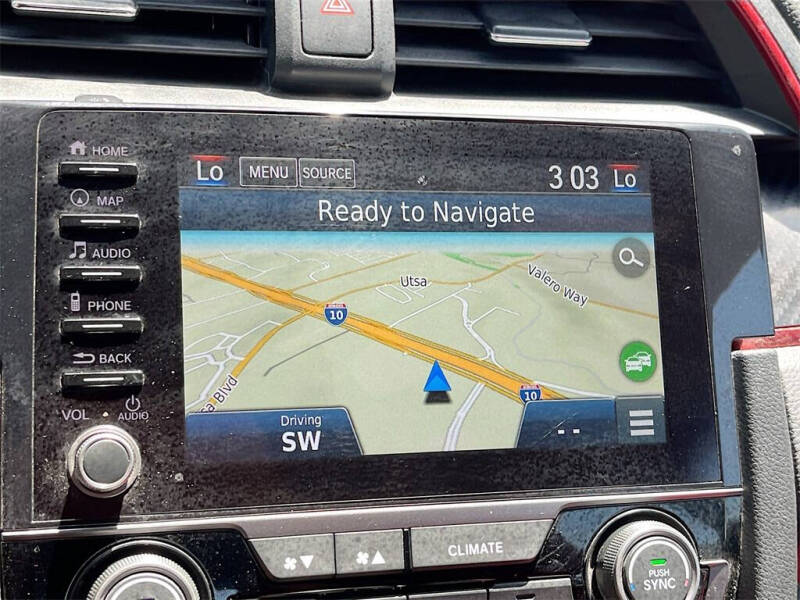 HOME
MAP
AUDIO
PHONE
BACK
VOL
AUDIO
Lo MENU SOURCE 3 03 Lo
Ready to Navigate
Utsa
Valero Way
10
10
Blvd
Driving
SW
--
CLIMATE
PUSH
SYNC